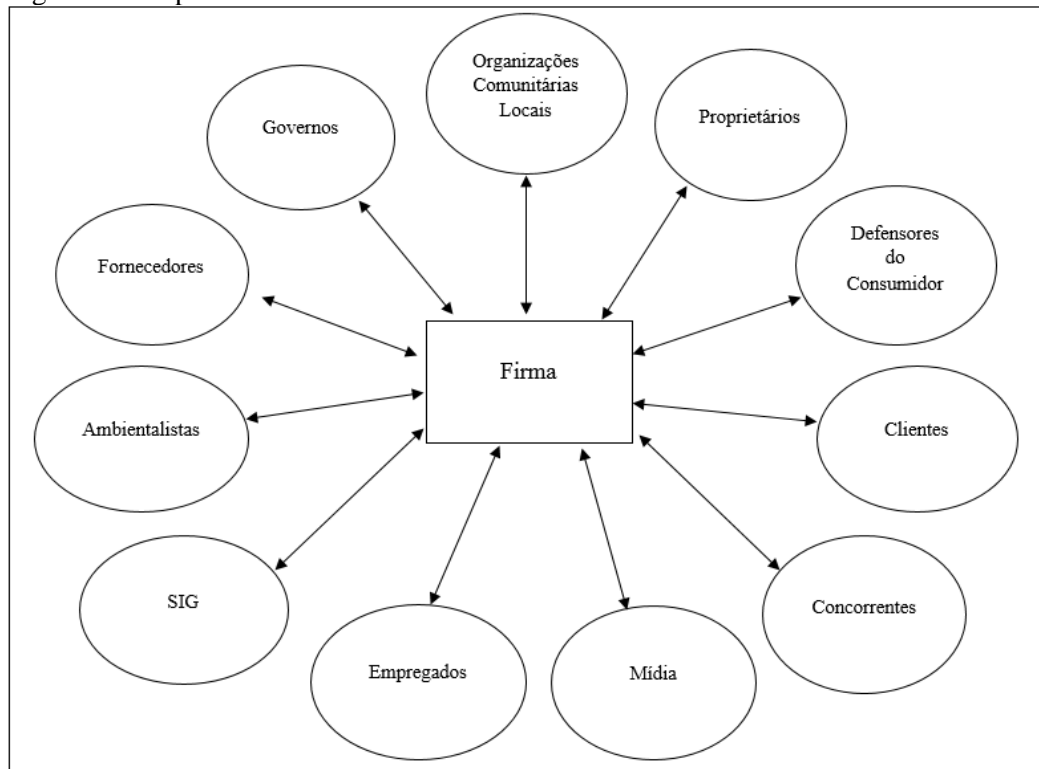 Organizações
Comunitárias
Locais
Governos
Proprietários
Fornecedores
Defensores
do
Consumidor
Firma
Ambientalistas
Clientes
SIG
Concorrentes
Empregados
Mídia